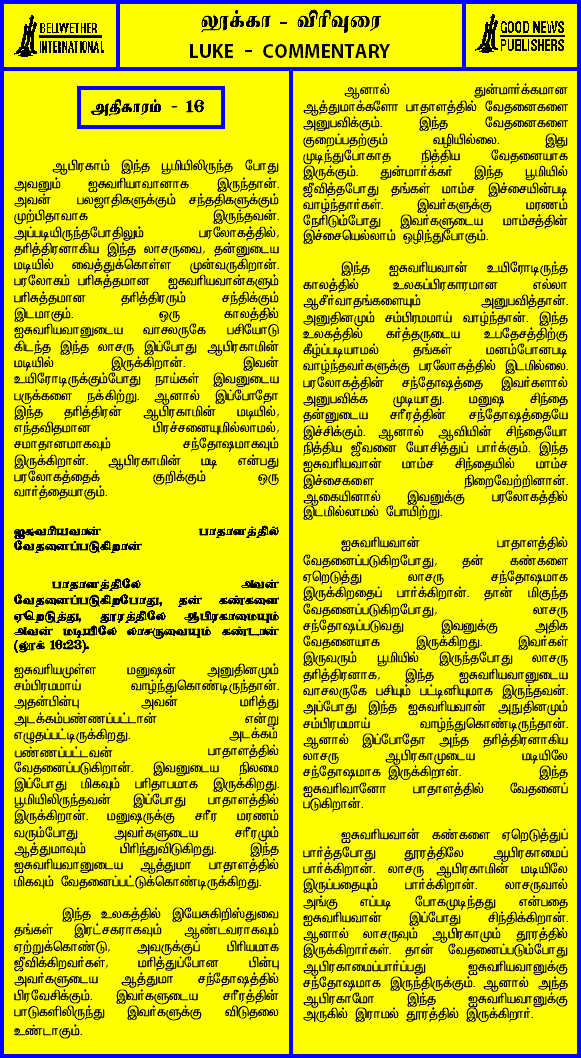 BELWETHER
INTERNATIONAL
லூக்கா - விரிவுரை
LUKE - COMMENTARY
GOOD NEWS
PUBLISHERS
அதிகாரம் - 16
ஆபிரகாம் இந்த பூமியிலிருந்த போது
அவனும் ஐசுவரியாவானாக இருந்தான்.
அவன் பலஜாதிகளுக்கும் சந்ததிகளுக்கும்
முற்பிதாவாக இருந்தவன்.
அப்படியிருந்தபோதிலும் பரலோகத்தில்,
தரித்திரனாகிய இந்த லாசருவை, தன்னுடைய
மடியில் வைத்துக்கொள்ள முன்வருகிறான்.
பரலோகம் பரிசுத்தமான ஐசுவரியவான்களும்
பரிசுத்தமான தரித்திரரும் சந்திக்கும்
இடமாகும். ஒரு காலத்தில்
ஐசுவரியவானுடைய வாசலருகே பசியோடு
கிடந்த இந்த லாசரு இப்போது ஆபிரகாமின்
மடியில் இருக்கிறான். இவன்
உயிரோடிருக்கும்போது நாய்கள் இவனுடைய
பருக்களை நக்கிற்று. ஆனால் இப்போதோ
இந்த தரித்திரன் ஆபிரகாமின் மடியில்,
எந்தவிதமான பிரச்சனையுமில்லாமல்,
சமாதானமாகவும் சந்தோஷமாகவும்
இருக்கிறான். ஆபிரகாமின் மடி என்பது
பரலோகத்தைக் குறிக்கும் ஒரு
வார்த்தையாகும்.
ஐசுவரியவான் பாதாளத்தில்
வேதனைப்படுகிறான்
பாதாளத்திலே அவன்
வேதனைப்படுகிறபோது, தன் கண்களை
ஏறெடுத்து, தூரத்திலே ஆபிரகாமையும்
அவன் மடியிலே லாசருவையும் கண்டான்
(லூக் 16:23).
ஐசுவரியமுள்ள மனுஷன் அனுதினமும்
சம்பிரமமாய் வாழ்ந்துகொண்டிருந்தான்.
அதன்பின்பு அவன் மரித்து
அடக்கம்பண்ணப்பட்டான் என்று
எழுதப்பட்டிருக்கிறது. அடக்கம்
பண்ணப்பட்டவன் பாதாளத்தில்
வேதனைப்படுகிறான். இவனுடைய நிலமை
இப்போது மிகவும் பரிதாபமாக இருக்கிறது.
பூமியிலிருந்தவன் இப்போது பாதாளத்தில்
இருக்கிறான். மனுஷருக்கு சரீர மரணம்
வரும்போது அவர்களுடைய சரீரமும்
ஆத்துமாவும் பிரிந்துவிடுகிறது. இந்த
ஐசுவரியவானுடைய ஆத்துமா பாதாளத்தில்
மிகவும் வேதனைப்பட்டுக்கொண்டிருக்கிறது.
இந்த உலகத்தில் இயேசுகிறிஸ்துவை
தங்கள் இரட்சகராகவும் ஆண்டவராகவும்
ஏற்றுக்கொண்டு, அவருக்குப் பிரியமாக
ஜீவிக்கிறவர்கள், மரித்துப்போன பின்பு
அவர்களுடைய ஆத்துமா சந்தோஷத்தில்
பிரவேசிக்கும். இவர்களுடைய சரீரத்தின்
பாடுகளிலிருந்து இவர்களுக்கு விடுதலை
உண்டாகும்.
ஆனால் துன்மார்க்கமான
ஆத்துமாக்களோ பாதாளத்தில் வேதனைகளை
அனுபவிக்கும். இந்த வேதனைகளை
குறைப்பதற்கும் வழியில்லை. இது
முடிந்துபோகாத நித்திய வேதனையாக
இருக்கும். துன்மார்க்கர் இந்த பூமியில்
ஜீவித்தபோது தங்கள் மாம்ச இச்சையின்படி
வாழ்ந்தார்கள். இவர்களுக்கு மரணம்
நேரிடும்போது இவர்களுடைய மாம்சத்தின்
இச்சையெல்லாம் ஒழிந்துபோகும்.
இந்த ஐசுவரியவான் உயிரோடிருந்த
காலத்தில் உலகப்பிரகாரமான எல்லா
ஆசீர்வாதங்களையும் அனுபவித்தான்.
அனுதினமும் சம்பிரமமாய் வாழ்ந்தான். இந்த
உலகத்தில் கர்த்தருடைய உபதேசத்திற்கு
கீழ்ப்படியாமல் தங்கள் மனம்போனபடி
வாழ்ந்தவர்களுக்கு பரலோகத்தில் இடமில்லை.
பரலோகத்தின் சந்தோஷத்தை இவர்களால்
அனுபவிக்க முடியாது. மனுஷ சிந்தை
தன்னுடைய சரீரத்தின் சந்தோஷத்தையே
இச்சிக்கும். ஆனால் ஆவியின் சிந்தையோ
நித்திய ஜீவனை யோசித்துப் பார்க்கும். இந்த
ஐசுவரியவான் மாம்ச சிந்தையில் மாம்ச
இச்சைகளை நிறைவேற்றினான்.
ஆகையினால் இவனுக்கு பரலோகத்தில்
இடமில்லாமல் போயிற்று.
ஐசுவரியவான் பாதாளத்தில்
வேதனைப்படுகிறபோது, தன் கண்களை
ஏறெடுத்து லாசரு சந்தோஷமாக
இருக்கிறதைப் பார்க்கிறான். தான் மிகுந்த
வேதனைப்படுகிறபோது, லாசரு
சந்தோஷப்படுவது இவனுக்கு அதிக
வேதனையாக இருக்கிறது. இவர்கள்
இருவரும் பூமியில் இருந்தபோது லாசரு
தரித்திரனாக, இந்த ஐசுவரியவானுடைய
வாசலருகே பசியும் பட்டினியுமாக இருந்தவன்.
அப்போது இந்த ஐசுவரியவான் அநுதினமும்
சம்பிரமமாய் வாழ்ந்துகொண்டிருந்தான்.
ஆனால் இப்போதோ அந்த தரித்திரனாகிய
லாசரு ஆபிரகாமுடைய மடியிலே
சந்தோஷமாக இருக்கிறான். இந்த
ஐசுவரிவானோ பாதாளத்தில் வேதனைப்
படுகிறான்.
ஐசுவரியவான் கண்களை ஏறெடுத்துப்
பார்த்தபோது தூரத்திலே ஆபிரகாமைப்
பார்க்கிறான். லாசரு ஆபிரகாமின் மடியிலே
இருப்பதையும் பார்க்கிறான். லாசருவால்
அங்கு எப்படி போகமுடிந்தது என்பதை
ஐசுவரியவான் இப்போது சிந்திக்கிறான்.
ஆனால் லாசருவும் ஆபிரகாமும் தூரத்தில்
இருக்கிறார்கள். தான் வேதனைப்படும்போது
ஆபிரகாமைப்பார்ப்பது ஐசுவரியவானுக்கு
சந்தோஷமாக இருந்திருக்கும். ஆனால் அந்த
ஆபிரகாமோ இந்த ஐசுவரியவானுக்கு
அருகில் இராமல் தூரத்தில் இருக்கிறார்.